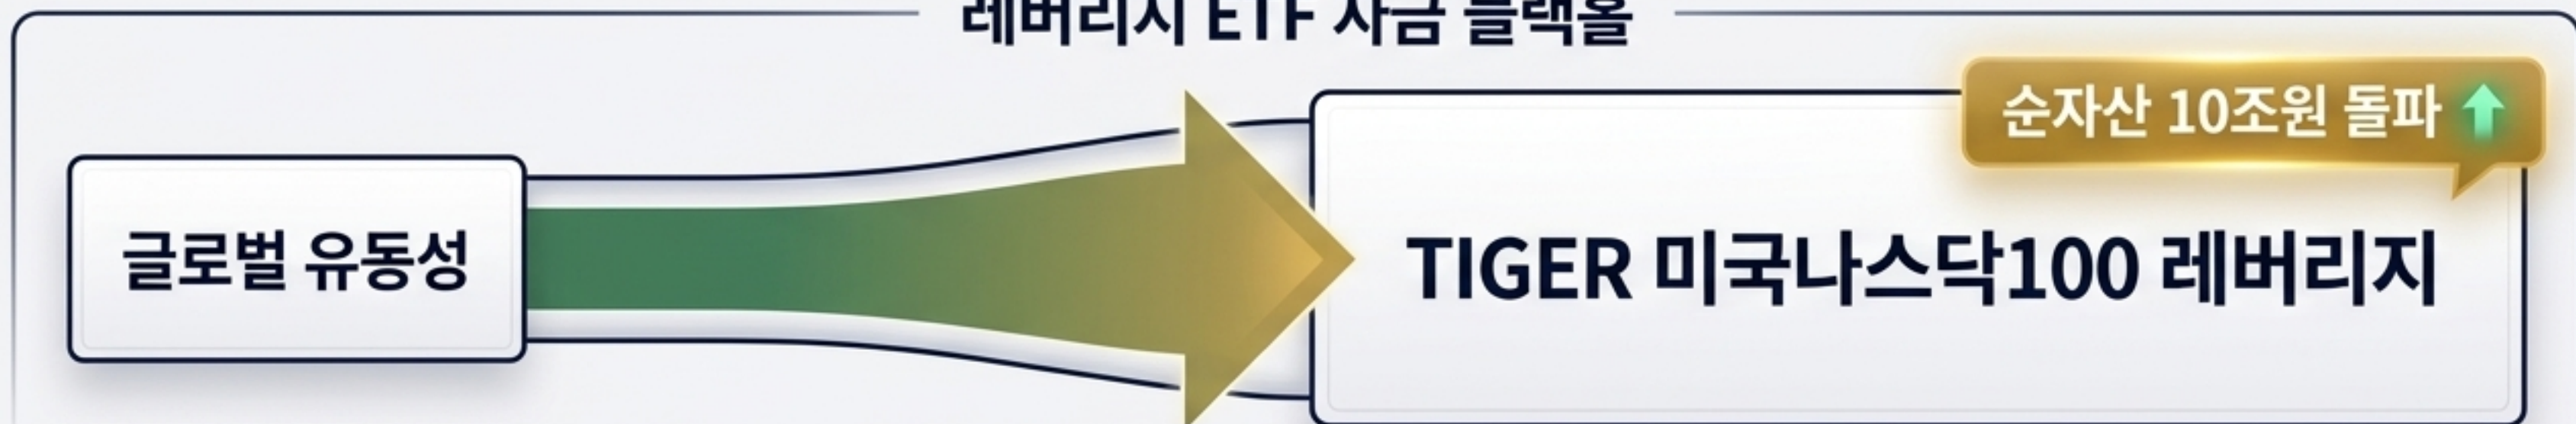 레버리지 ETF 자금 블랙홀
순자산 10조원 돌파
글로벌 유동성
TIGER 미국나스닥100 레버리지